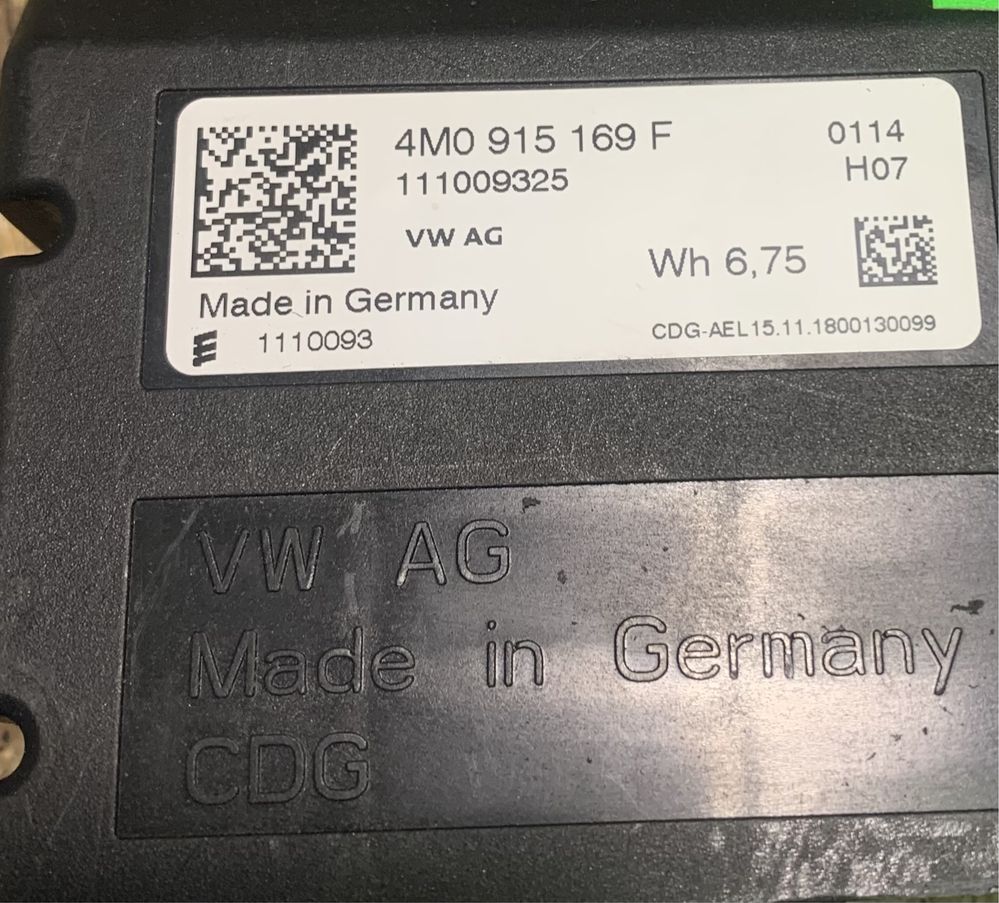 4M0 915 169 F
0114
111009325
H07
VW AG
Wh 6,75
Made in Germany
1110093
CDG-AEL15.11.1800130099
VW AG
Made in Germany
CDG